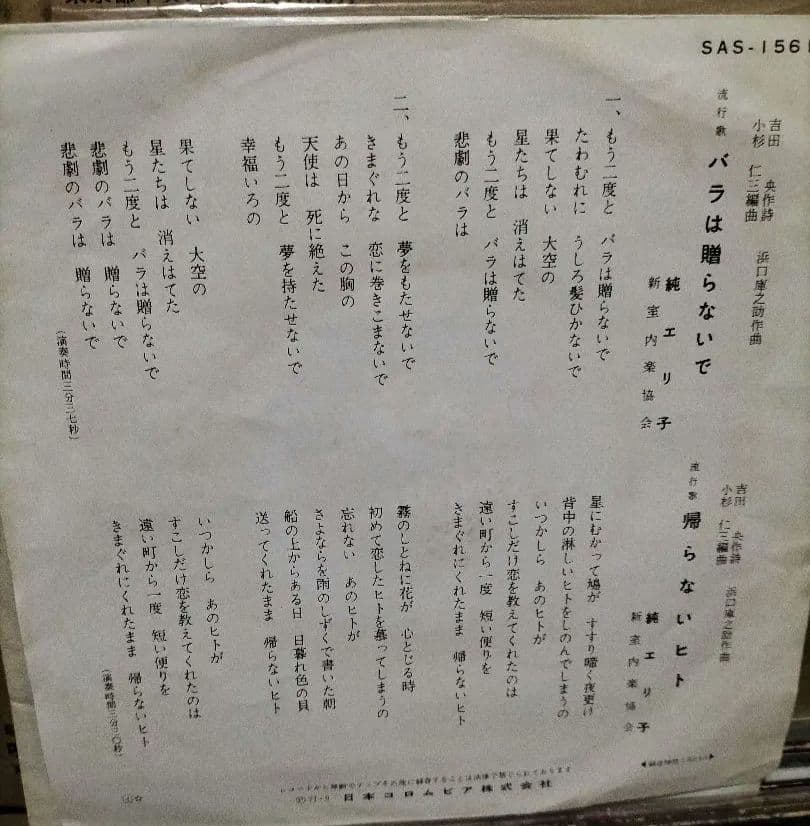 SAS-1561
吉田 央作詩
浜口庫之助作曲
小杉 仁三編曲
流行歌 バラは贈らないで
純エリ子
新室内楽協会
一、もう二度と バラは贈らないで
たわむれに うしろ髪ひかないで
果てしない 大空の
星たちは 消えはてた
もう二度と バラは贈らないで
悲劇のバラは
二、もう二度と 夢をもたせないで
きまぐれな 恋に巻きこまないで
あの日から この胸の
天使は 死に絶えた
もう二度と 夢を持たせないで
幸福いろの
果てしない 大空の
星たちは 消えはてた
もう二度と バラは贈らないで
悲劇のバラは 贈らないで
悲劇のバラは 贈らないで
(演奏時間三分三七秒)
吉田 央作詩
浜口庫之助作曲
小杉 仁三編曲
流行歌 帰らないヒト
純エリ子
新室内楽協会
星にむかって鳩が すすり啼く夜更け
背中の淋しいヒトをしのんでしまうの
いつかしら あのヒトが
すこしだけ恋を教えてくれたのは
遠い町から一度 短い便りを
きまぐれにくれたまま 帰らないヒト
霧のしとねに花が 心とじる時
初めて恋したヒトを慕ってしまうの
忘れない あのヒトが
さよならを雨のしずくで書いた朝
船の上からある日 日暮れ色の貝
送ってくれたまま 帰らないヒト
いつかしら あのヒトが
すこしだけ恋を教えてくれたのは
遠い町から一度 短い便りを
きまぐれにくれたまま 帰らないヒト
(演奏時間三分三〇秒)
日本コロムビア株式会社